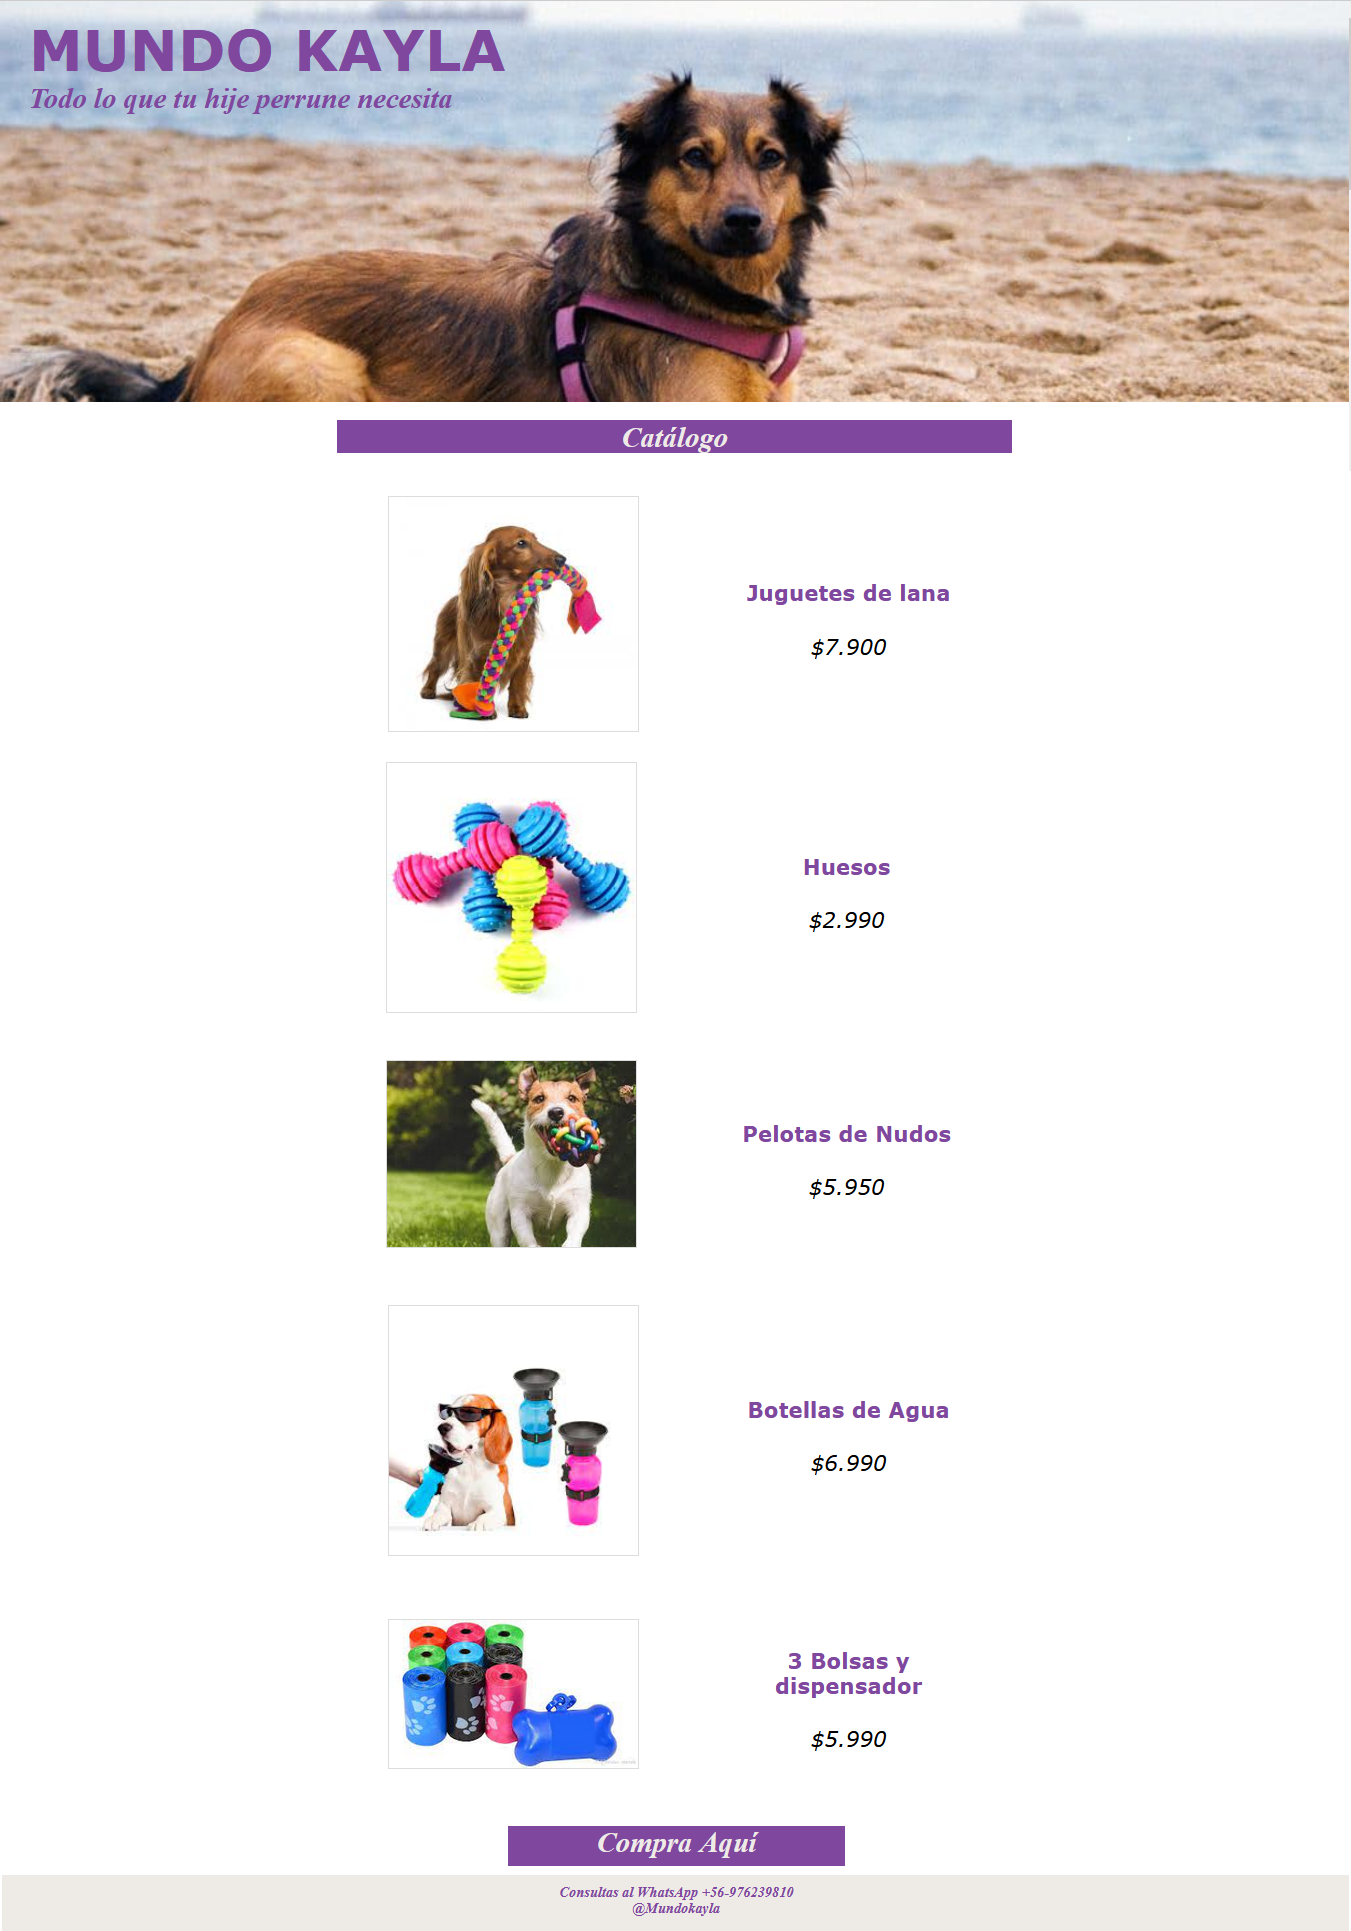 MUNDO KAYLA
Todo lo que tu hije perrune necesita
Catálogo
Juguetes de lana
$7.900
Huesos
$2.990
Pelotas de Nudos
$5.950
Botellas de Agua
$6.990
3 Bolsas y
dispensador
$5.990
Compra Aquí
Consultas al WhatsApp +56-976239810
@Mundokayla